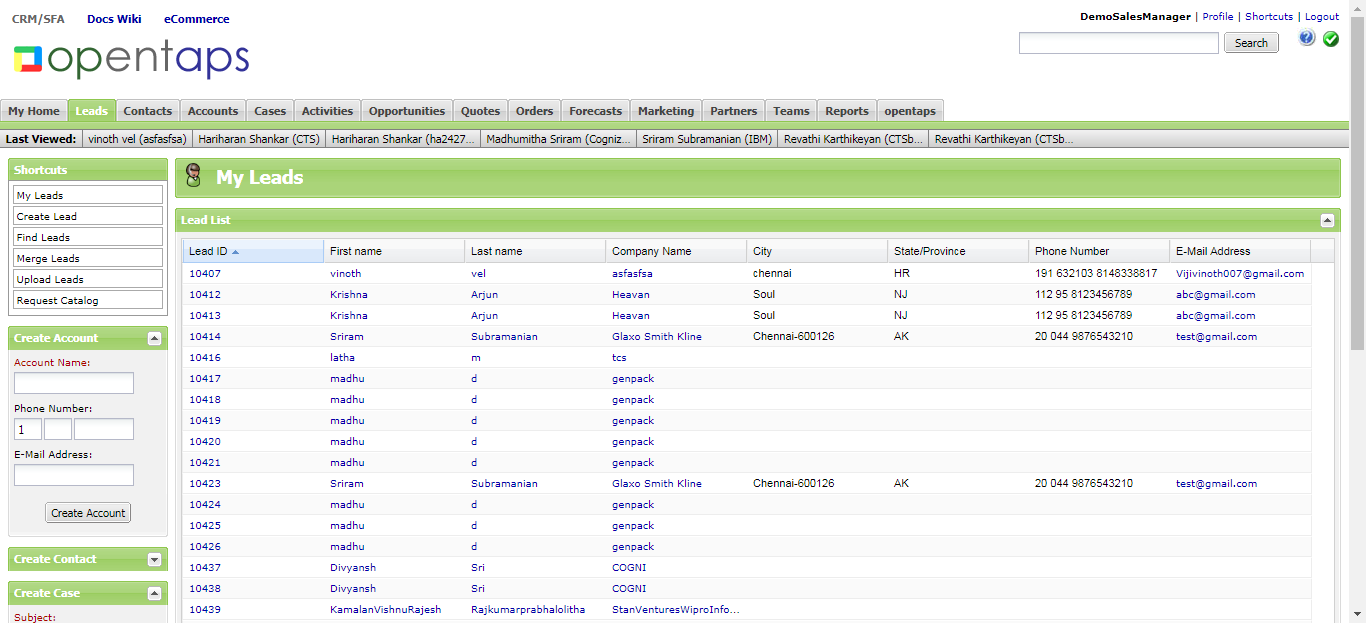 CRM/SFA Docs Wiki eCommerce
DemoSalesManager | Profile | Shortcuts | Logout
opentaps
Search
My Home Leads Contacts Accounts Cases Activities Opportunities Quotes Orders Forecasts Marketing Partners Teams Reports opentaps
Last Viewed: vinoth vel (asfasfsa) Hariharan Shankar (CTS) Hariharan Shankar (ha2427... Madhumitha Sriram (Cogniz... Sriram Subramanian (IBM) Revathi Karthikeyan (CTSb... Revathi Karthikeyan (CTSb...
Shortcuts
My Leads
Create Lead
Find Leads
Merge Leads
Upload Leads
Request Catalog
Create Account
Account Name:
Phone Number:
1
E-Mail Address:
Create Account
Create Contact
Create Case
Subject:
My Leads
Lead List
Lead ID First name Last name Company Name City State/Province Phone Number E-Mail Address
10407 vinoth vel asfasfsa chennai HR 191 632103 8148338817 Vijivinoth007@gmail.com
10412 Krishna Arjun Heavan Soul NJ 112 95 8123456789 abc@gmail.com
10413 Krishna Arjun Heavan Soul NJ 112 95 8123456789 abc@gmail.com
10414 Sriram Subramanian Glaxo Smith Kline Chennai-600126 AK 20 044 9876543210 test@gmail.com
10416 latha m tcs
10417 madhu d genpack
10418 madhu d genpack
10419 madhu d genpack
10420 madhu d genpack
10421 madhu d genpack
10423 Sriram Subramanian Glaxo Smith Kline Chennai-600126 AK 20 044 9876543210 test@gmail.com
10424 madhu d genpack
10425 madhu d genpack
10426 madhu d genpack
10437 Divyansh Sri COGNI
10438 Divyansh Sri COGNI
10439 KamalanVishnuRajesh Rajkumarprabhalolitha StanVenturesWiproInfo...